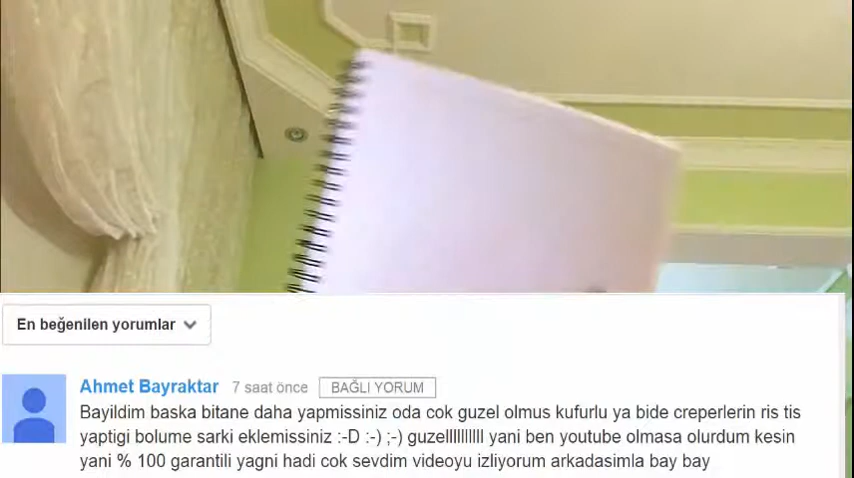 En beğenilen yorumlar
Ahmet Bayraktar 7 saat önce BAĞLI YORUM
Bayildim baska bitane daha yapmissiniz oda cok guzel olmus kufurlu ya bide creperlerin ris tis
yaptigi bolume sarki eklemissiniz :-D :-) ;-) guzelllllllllll yani ben youtube olmasa olurdum kesin
yani % 100 garantili yagni hadi cok sevdim videoyu izliyorum arkadasimla bay bay